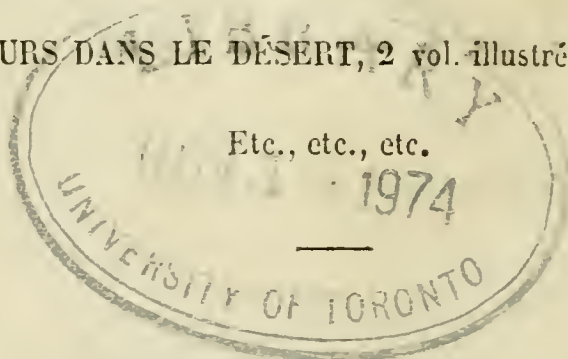 URS DANS LE DÉSERT, 2 vol. illustré
Etc., etc., etc.
1974
UNIVERSITY OF TORONTO